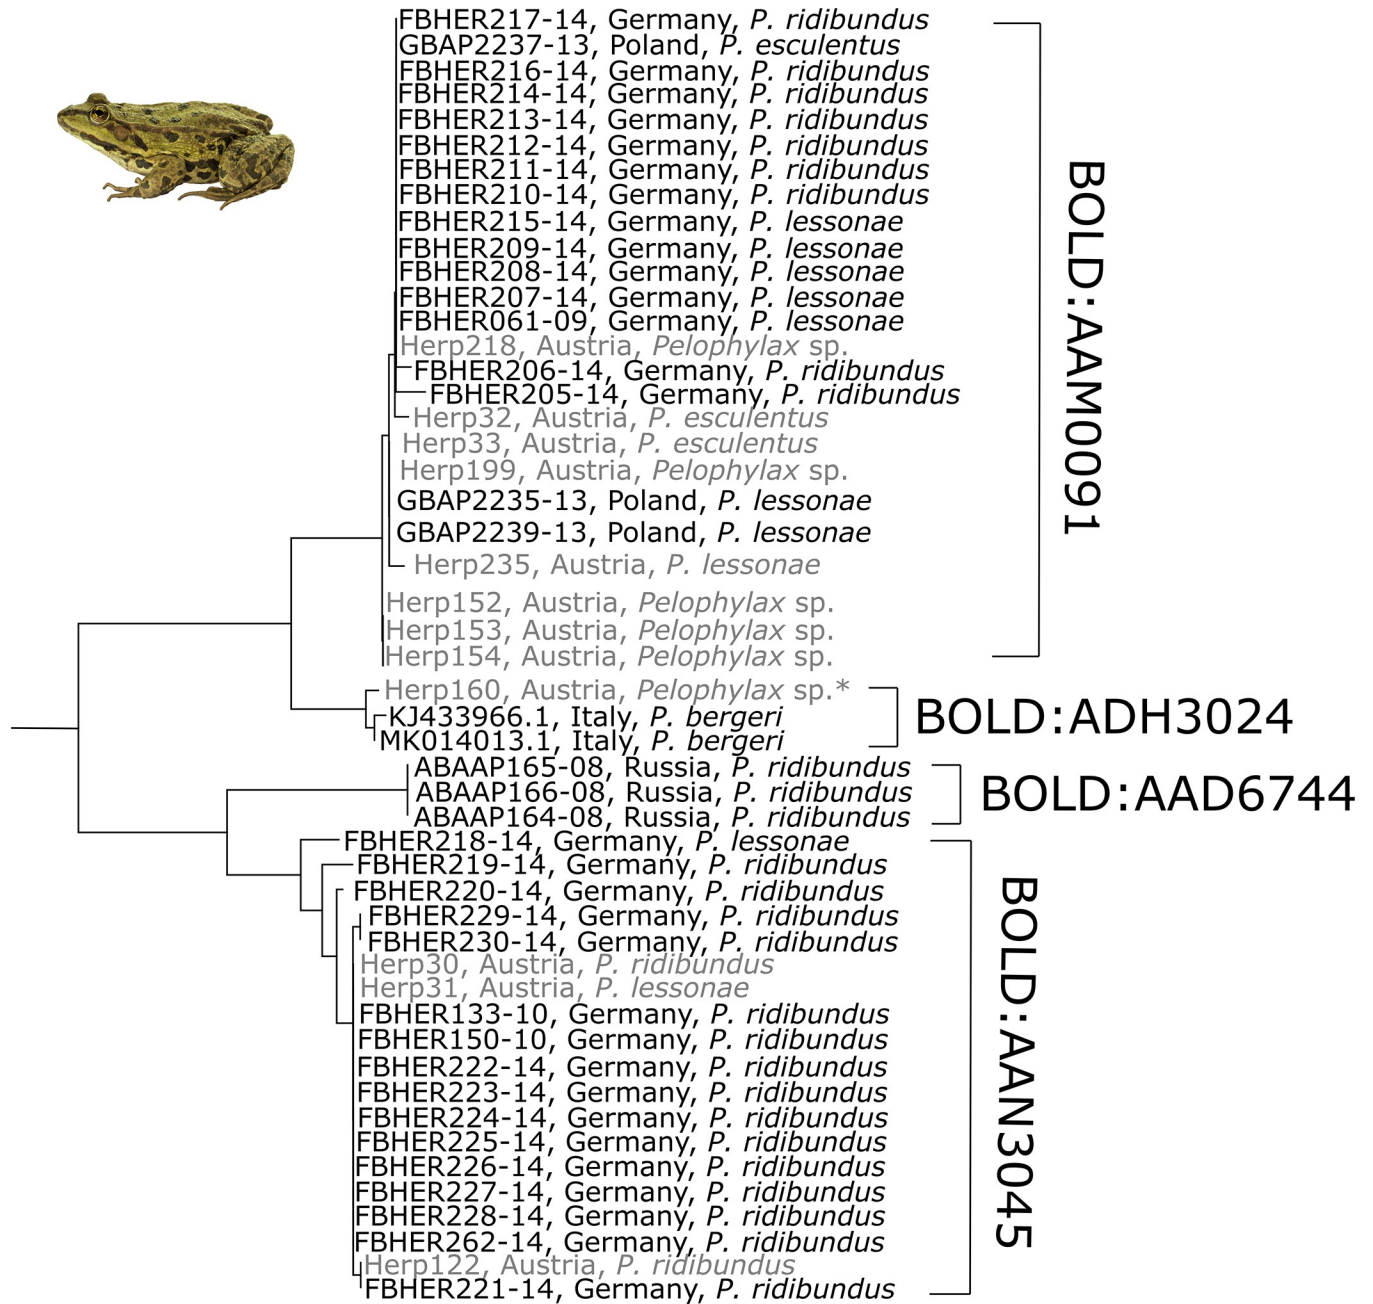 FBHER217-14, Germany, P. ridibundus
GBAP2237-13, Poland, P. esculentus
FBHER216-14, Germany, P. ridibundus
FBHER214-14, Germany, P. ridibundus
FBHER213-14, Germany, P. ridibundus
FBHER212-14, Germany, P. ridibundus
FBHER211-14, Germany, P. ridibundus
FBHER210-14, Germany, P. ridibundus
FBHER215-14, Germany, P. lessonae
FBHER209-14, Germany, P. lessonae
FBHER208-14, Germany, P. lessonae
FBHER207-14, Germany, P. lessonae
FBHER061-09, Germany, P. lessonae
Herp218, Austria, Pelophylax sp.
FBHER206-14, Germany, P. ridibundus
FBHER205-14, Germany, P. ridibundus
Herp32, Austria, P. esculentus
Herp33, Austria, P. esculentus
Herp199, Austria, Pelophylax sp.
GBAP2235-13, Poland, P. lessonae
GBAP2239-13, Poland, P. lessonae
Herp235, Austria, P. lessonae
Herp152, Austria, Pelophylax sp.
Herp153, Austria, Pelophylax sp.
Herp154, Austria, Pelophylax sp.
BOLD:AAM0091
Herp160, Austria, Pelophylax sp.*
KJ433966.1, Italy, P. bergeri
MK014013.1, Italy, P. bergeri
BOLD:ADH3024
ABAAP165-08, Russia, P. ridibundus
ABAAP166-08, Russia, P. ridibundus
ABAAP164-08, Russia, P. ridibundus
BOLD:AAD6744
FBHER218-14, Germany, P. lessonae
FBHER219-14, Germany, P. ridibundus
FBHER220-14, Germany, P. ridibundus
FBHER229-14, Germany, P. ridibundus
FBHER230-14, Germany, P. ridibundus
Herp30, Austria, P. ridibundus
Herp31, Austria, P. lessonae
FBHER133-10, Germany, P. ridibundus
FBHER150-10, Germany, P. ridibundus
FBHER222-14, Germany, P. ridibundus
FBHER223-14, Germany, P. ridibundus
FBHER224-14, Germany, P. ridibundus
FBHER225-14, Germany, P. ridibundus
FBHER226-14, Germany, P. ridibundus
FBHER227-14, Germany, P. ridibundus
FBHER228-14, Germany, P. ridibundus
FBHER262-14, Germany, P. ridibundus
Herp122, Austria, P. ridibundus
FBHER221-14, Germany, P. ridibundus
BOLD:AAN3045